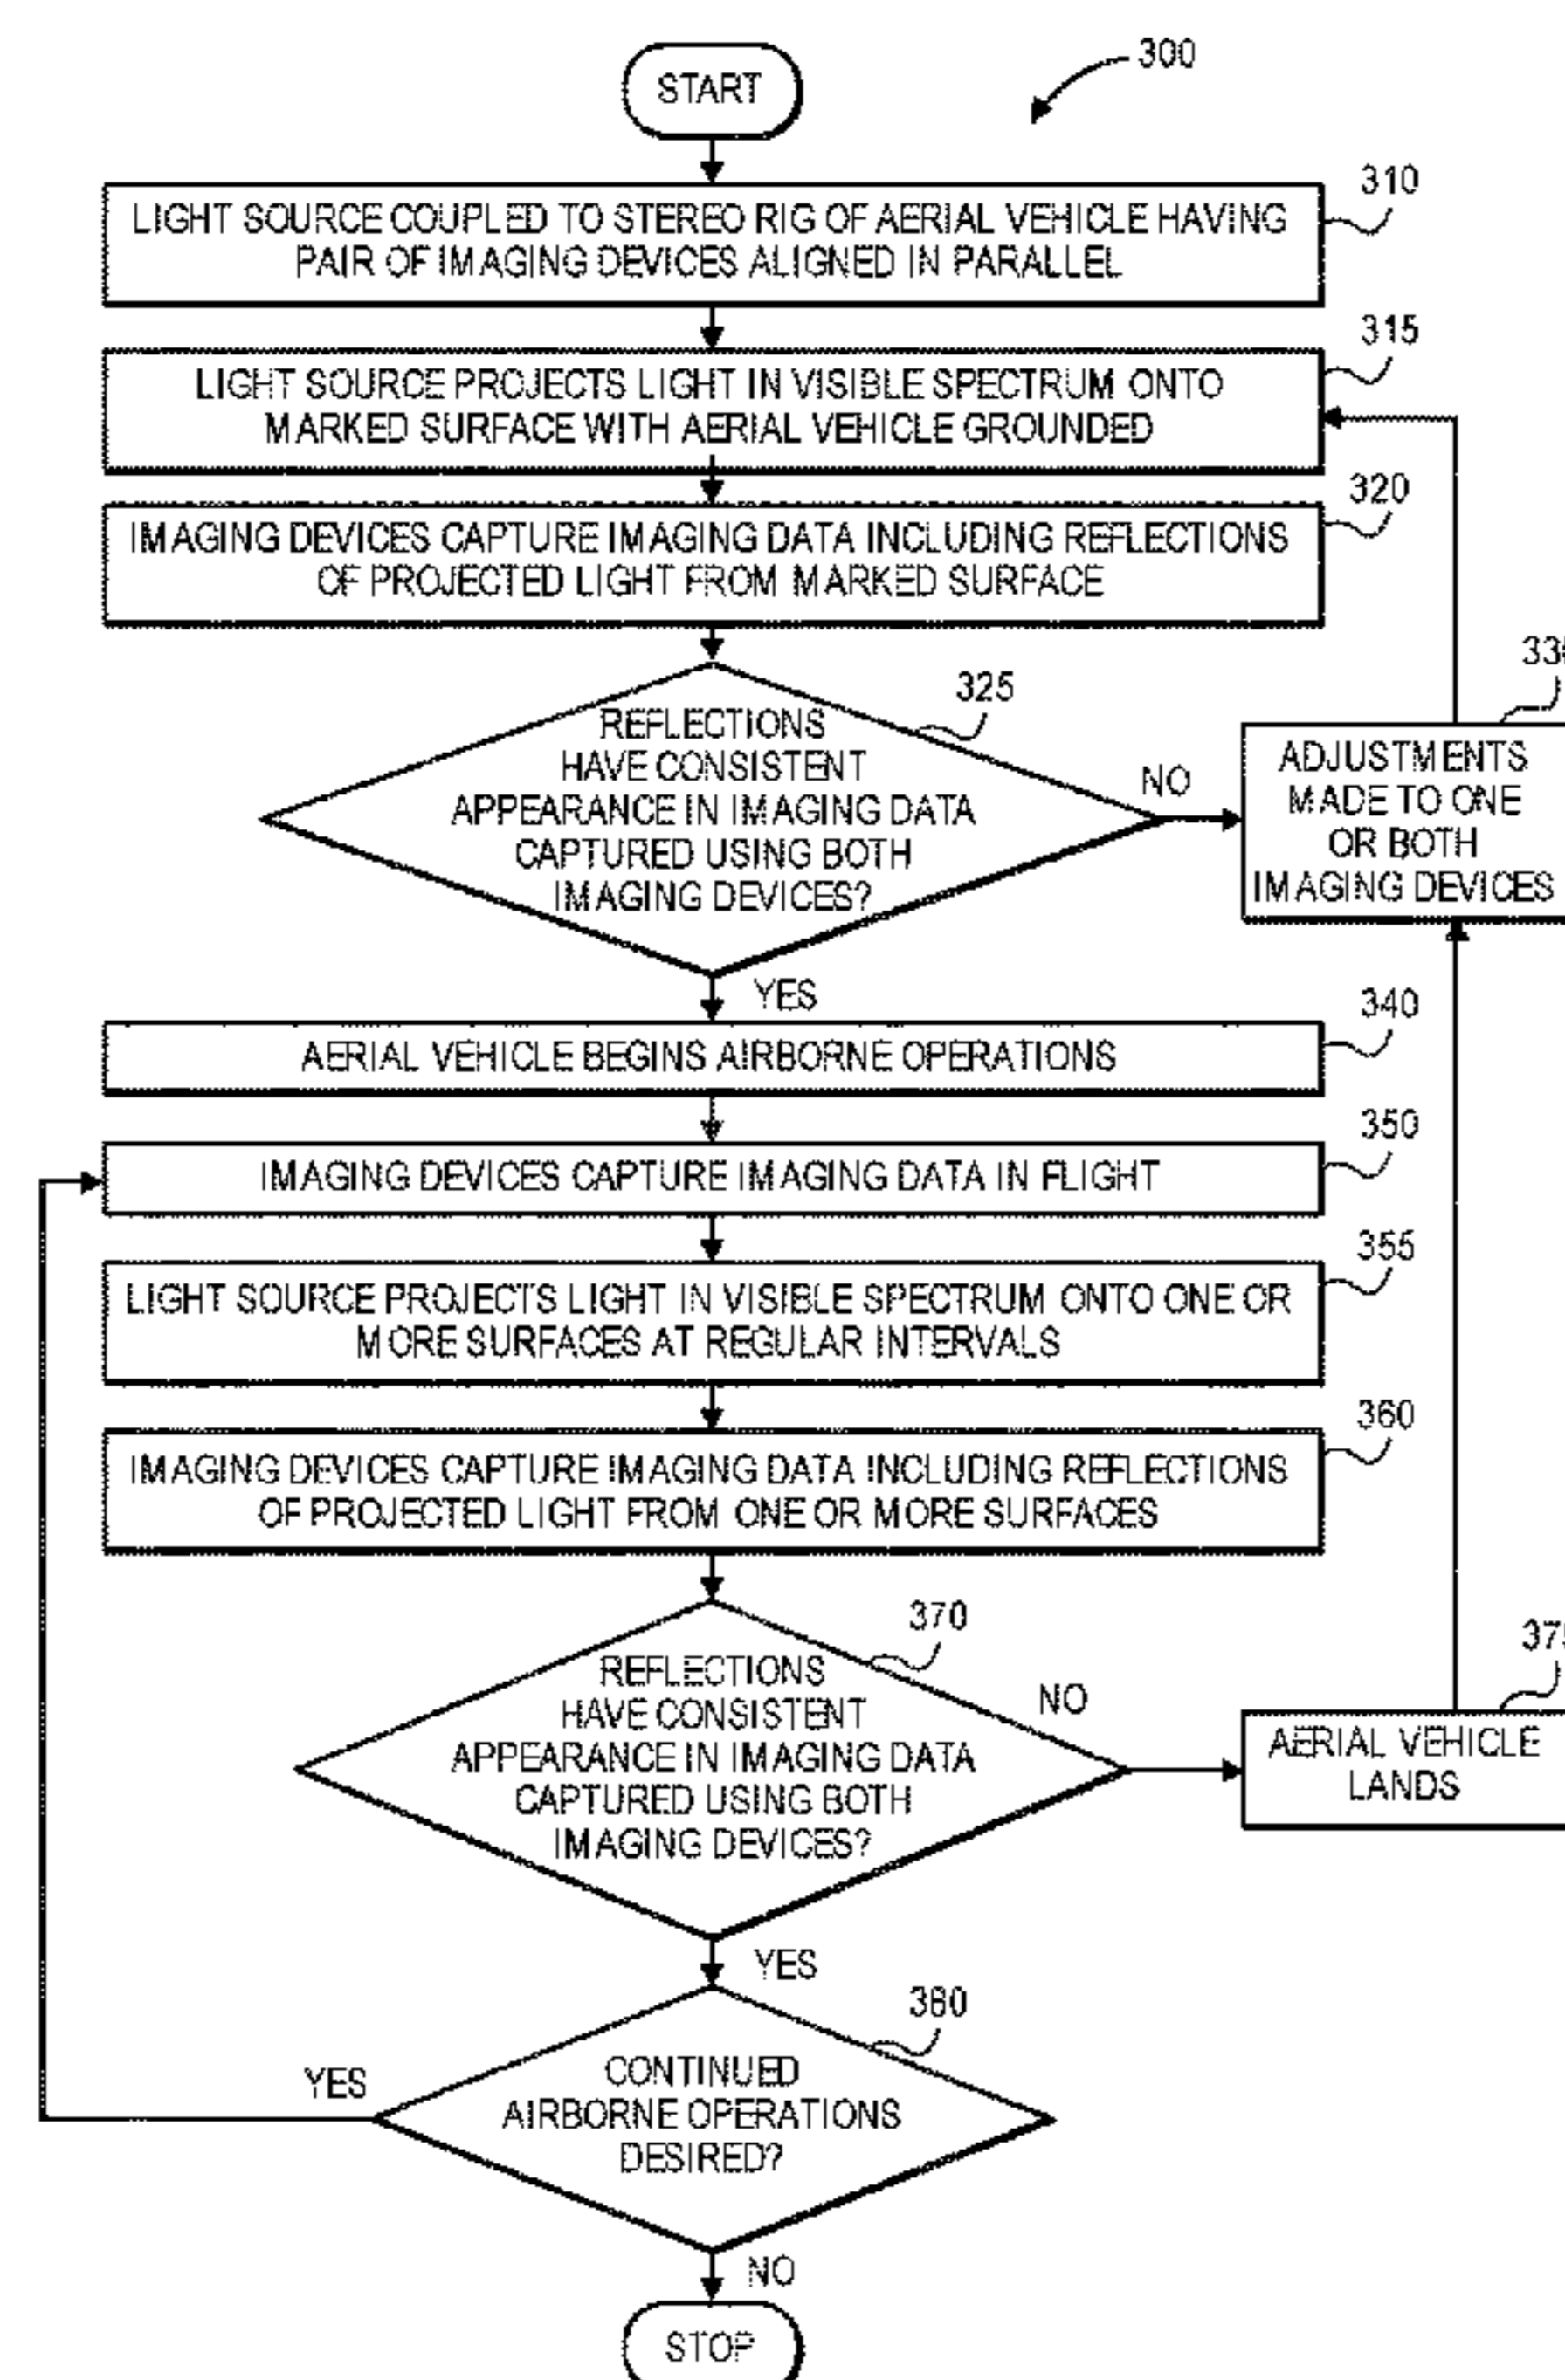 START
300
310
LIGHT SOURCE COUPLED TO STEREO RIG OF AERIAL VEHICLE HAVING
PAIR OF IMAGING DEVICES ALIGNED IN PARALLEL
315
LIGHT SOURCE PROJECTS LIGHT IN VISIBLE SPECTRUM ONTO
MARKED SURFACE WITH AERIAL VEHICLE GROUNDED
320
IMAGING DEVICES CAPTURE IMAGING DATA INCLUDING REFLECTIONS
OF PROJECTED LIGHT FROM MARKED SURFACE
325
REFLECTIONS
HAVE CONSISTENT
APPEARANCE IN IMAGING DATA
CAPTURED USING BOTH
IMAGING DEVICES?
NO
ADJUSTMENTS
MADE TO ONE
OR BOTH
IMAGING DEVICES
YES
340
AERIAL VEHICLE BEGINS AIRBORNE OPERATIONS
350
IMAGING DEVICES CAPTURE IMAGING DATA IN FLIGHT
355
LIGHT SOURCE PROJECTS LIGHT IN VISIBLE SPECTRUM ONTO ONE OR
MORE SURFACES AT REGULAR INTERVALS
360
IMAGING DEVICES CAPTURE IMAGING DATA INCLUDING REFLECTIONS
OF PROJECTED LIGHT FROM ONE OR MORE SURFACES
370
REFLECTIONS
HAVE CONSISTENT
APPEARANCE IN IMAGING DATA
CAPTURED USING BOTH
IMAGING DEVICES?
NO
AERIAL VEHICLE
LANDS
YES
380
CONTINUED
AIRBORNE OPERATIONS
DESIRED?
YES
NO
STOP